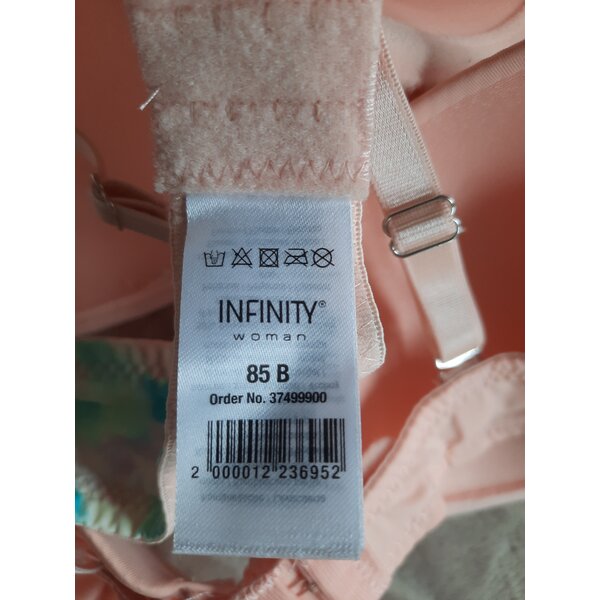 INFINITY®
woman
85 B
Order No. 37499900
2 000012 236952